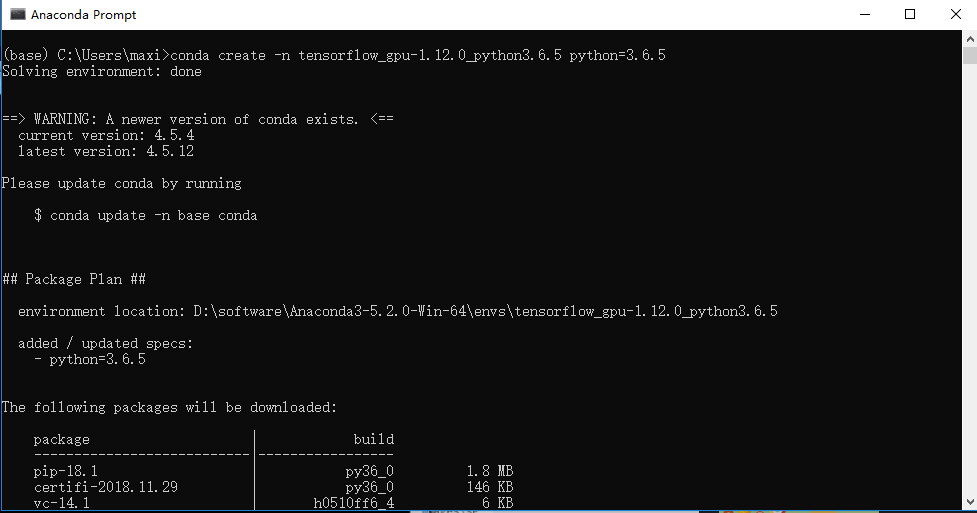 Anaconda Prompt
(base) C:\Users\maxi>conda create -n tensorflow_gpu-1.12.0_python3.6.5 python=3.6.5
Solving environment: done
==> WARNING: A newer version of conda exists. <==
  current version: 4.5.4
  latest version: 4.5.12
Please update conda by running
    $ conda update -n base conda
## Package Plan ##
  environment location: D:\software\Anaconda3-5.2.0-Win-64\envs\tensorflow_gpu-1.12.0_python3.6.5
  added / updated specs:
    - python=3.6.5
The following packages will be downloaded:
    package                    |            build
    ---------------------------|-----------------
    pip-18.1                   |           py36_0         1.8 MB
    certifi-2018.11.29         |           py36_0         146 KB
    vc-14.1                    |       h0510ff6_4           6 KB